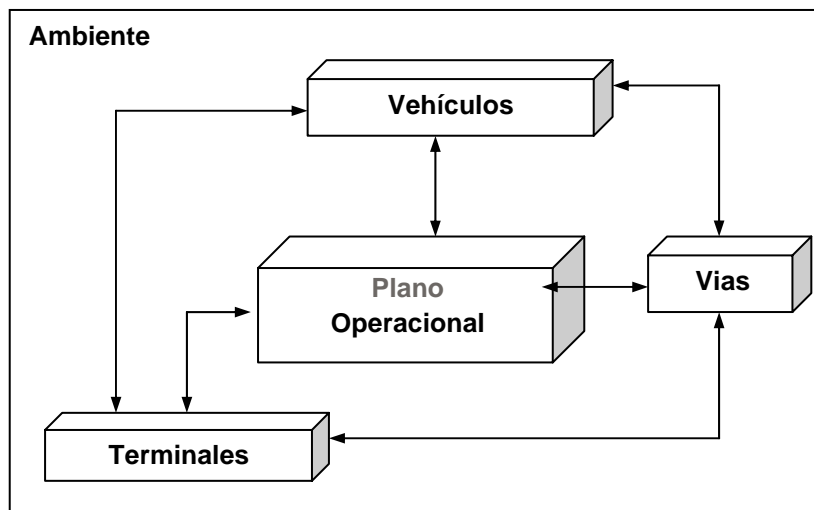 Ambiente
Vehículos
Plano
Operacional
Vias
Terminales